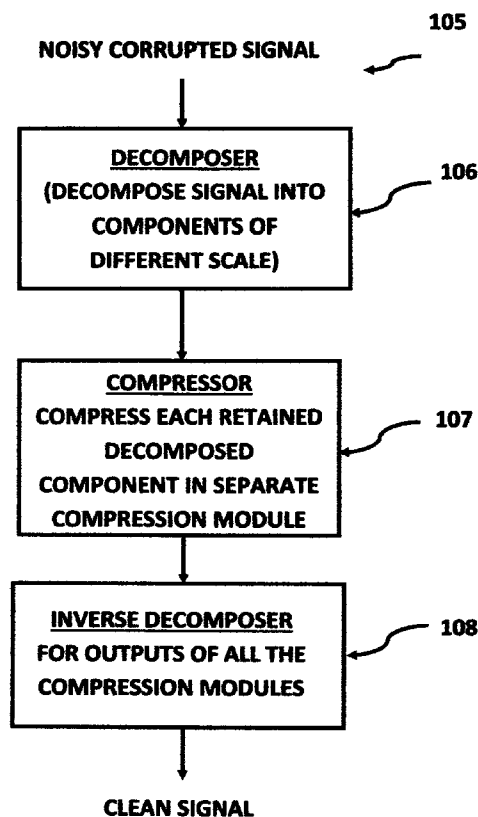 105
NOISY CORRUPTED SIGNAL
DECOMPOSER
(DECOMPOSE SIGNAL INTO
COMPONENTS OF
DIFFERENT SCALE)
106
COMPRESSOR
COMPRESS EACH RETAINED
DECOMPOSED
COMPONENT IN SEPARATE
COMPRESSION MODULE
107
INVERSE DECOMPOSER
FOR OUTPUTS OF ALL THE
COMPRESSION MODULES
108
CLEAN SIGNAL